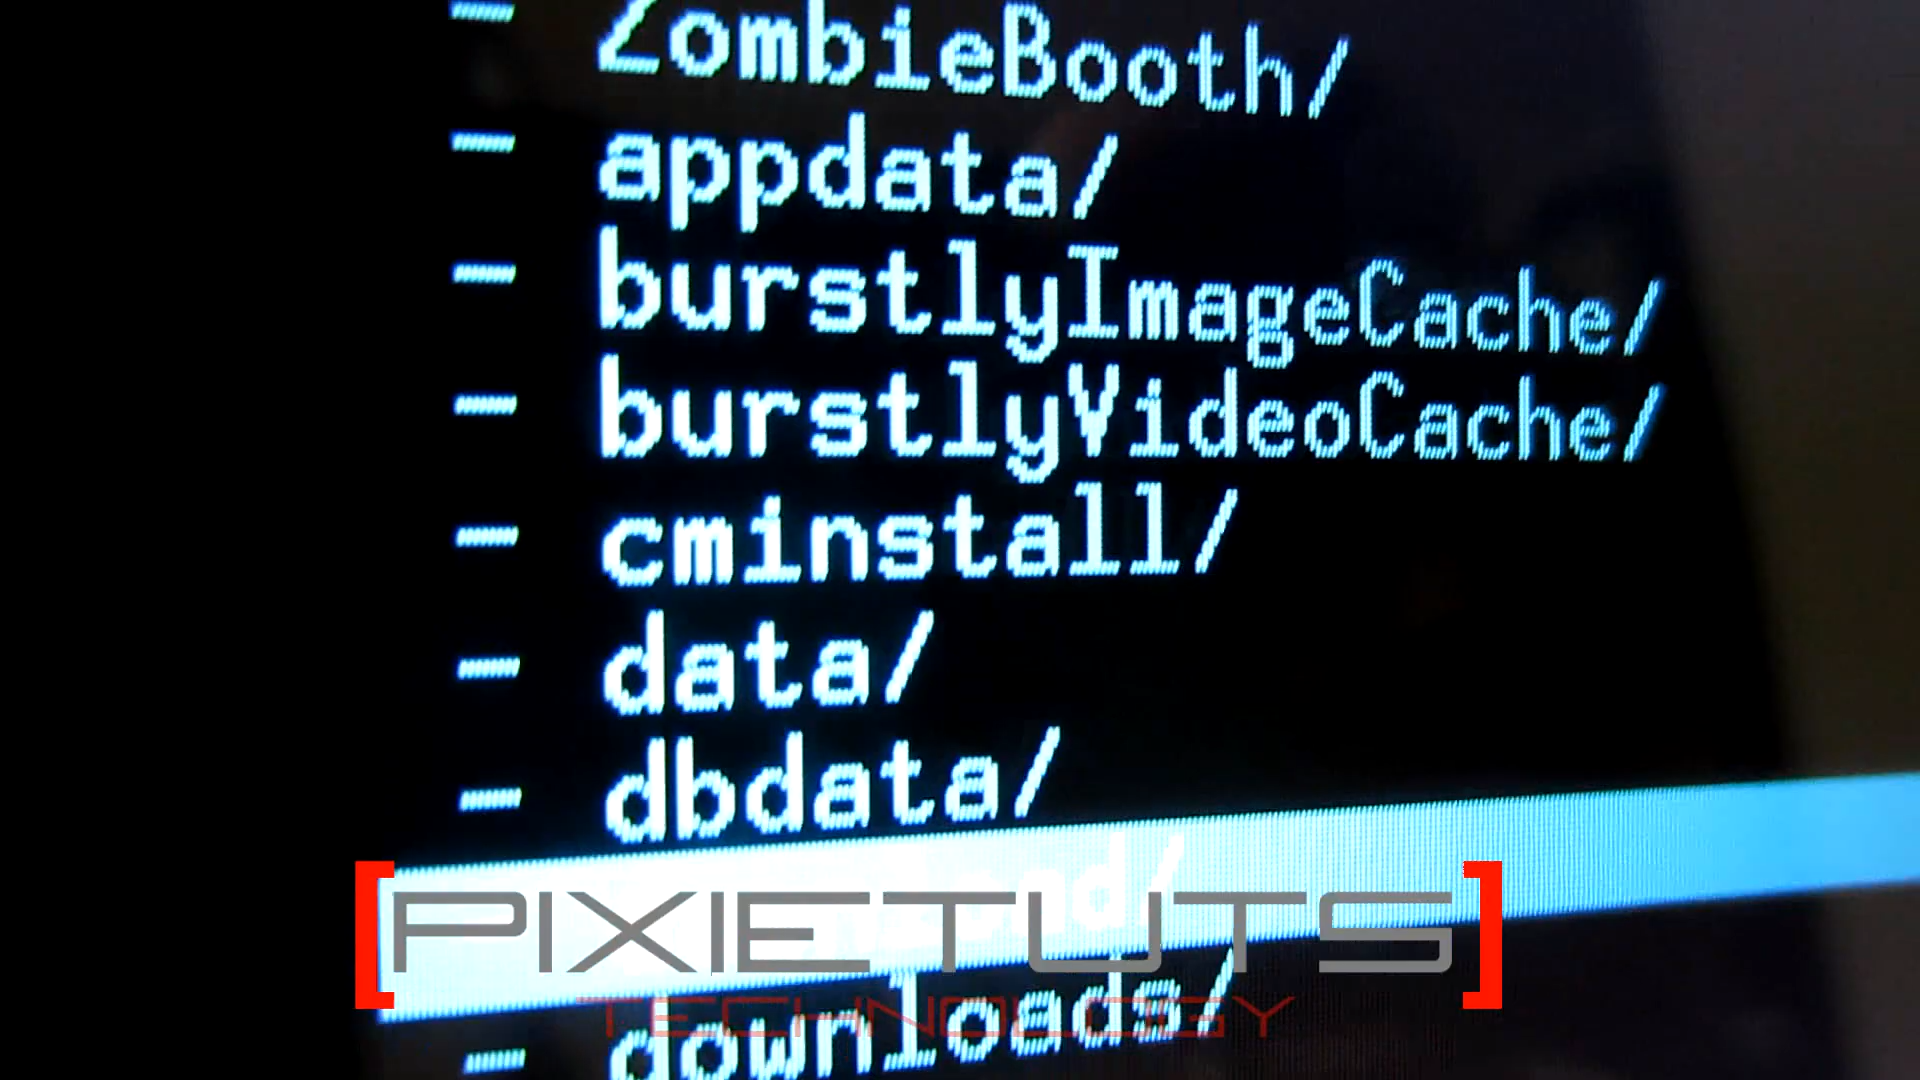 - ZombieBooth/
- appdata/
- burstlyImageCache/
- burstlyVideoCache/
- cminstall/
- data/
- dbdata/
[PIXIETUTS]
TECHNOLOGY
- downloads/